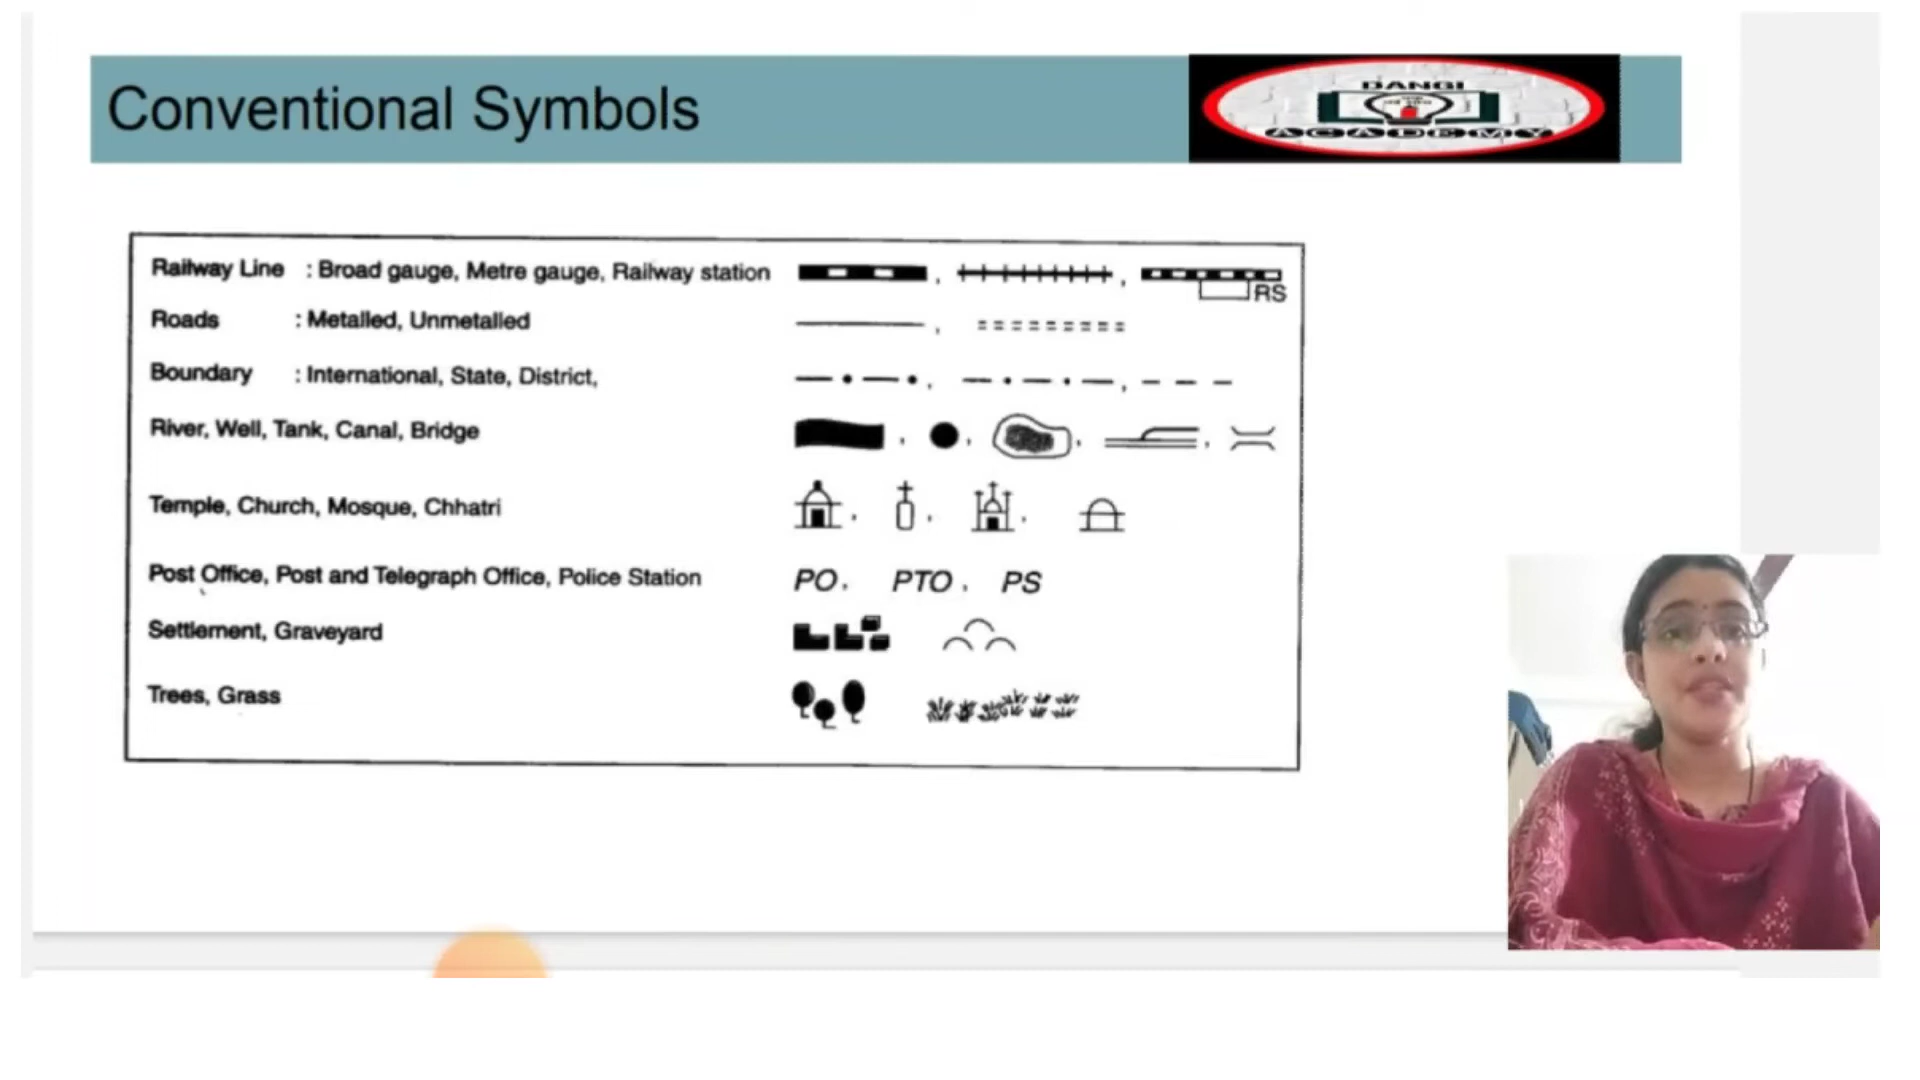 Conventional Symbols
DANGI
ACADEMY
Railway Line : Broad gauge, Metre gauge, Railway station , , RS
Roads : Metalled, Unmetalled ,
Boundary : International, State, District, , ,
River, Well, Tank, Canal, Bridge , , , ,
Temple, Church, Mosque, Chhatri , , ,
Post Office, Post and Telegraph Office, Police Station PO, PTO, PS
Settlement, Graveyard
Trees, Grass